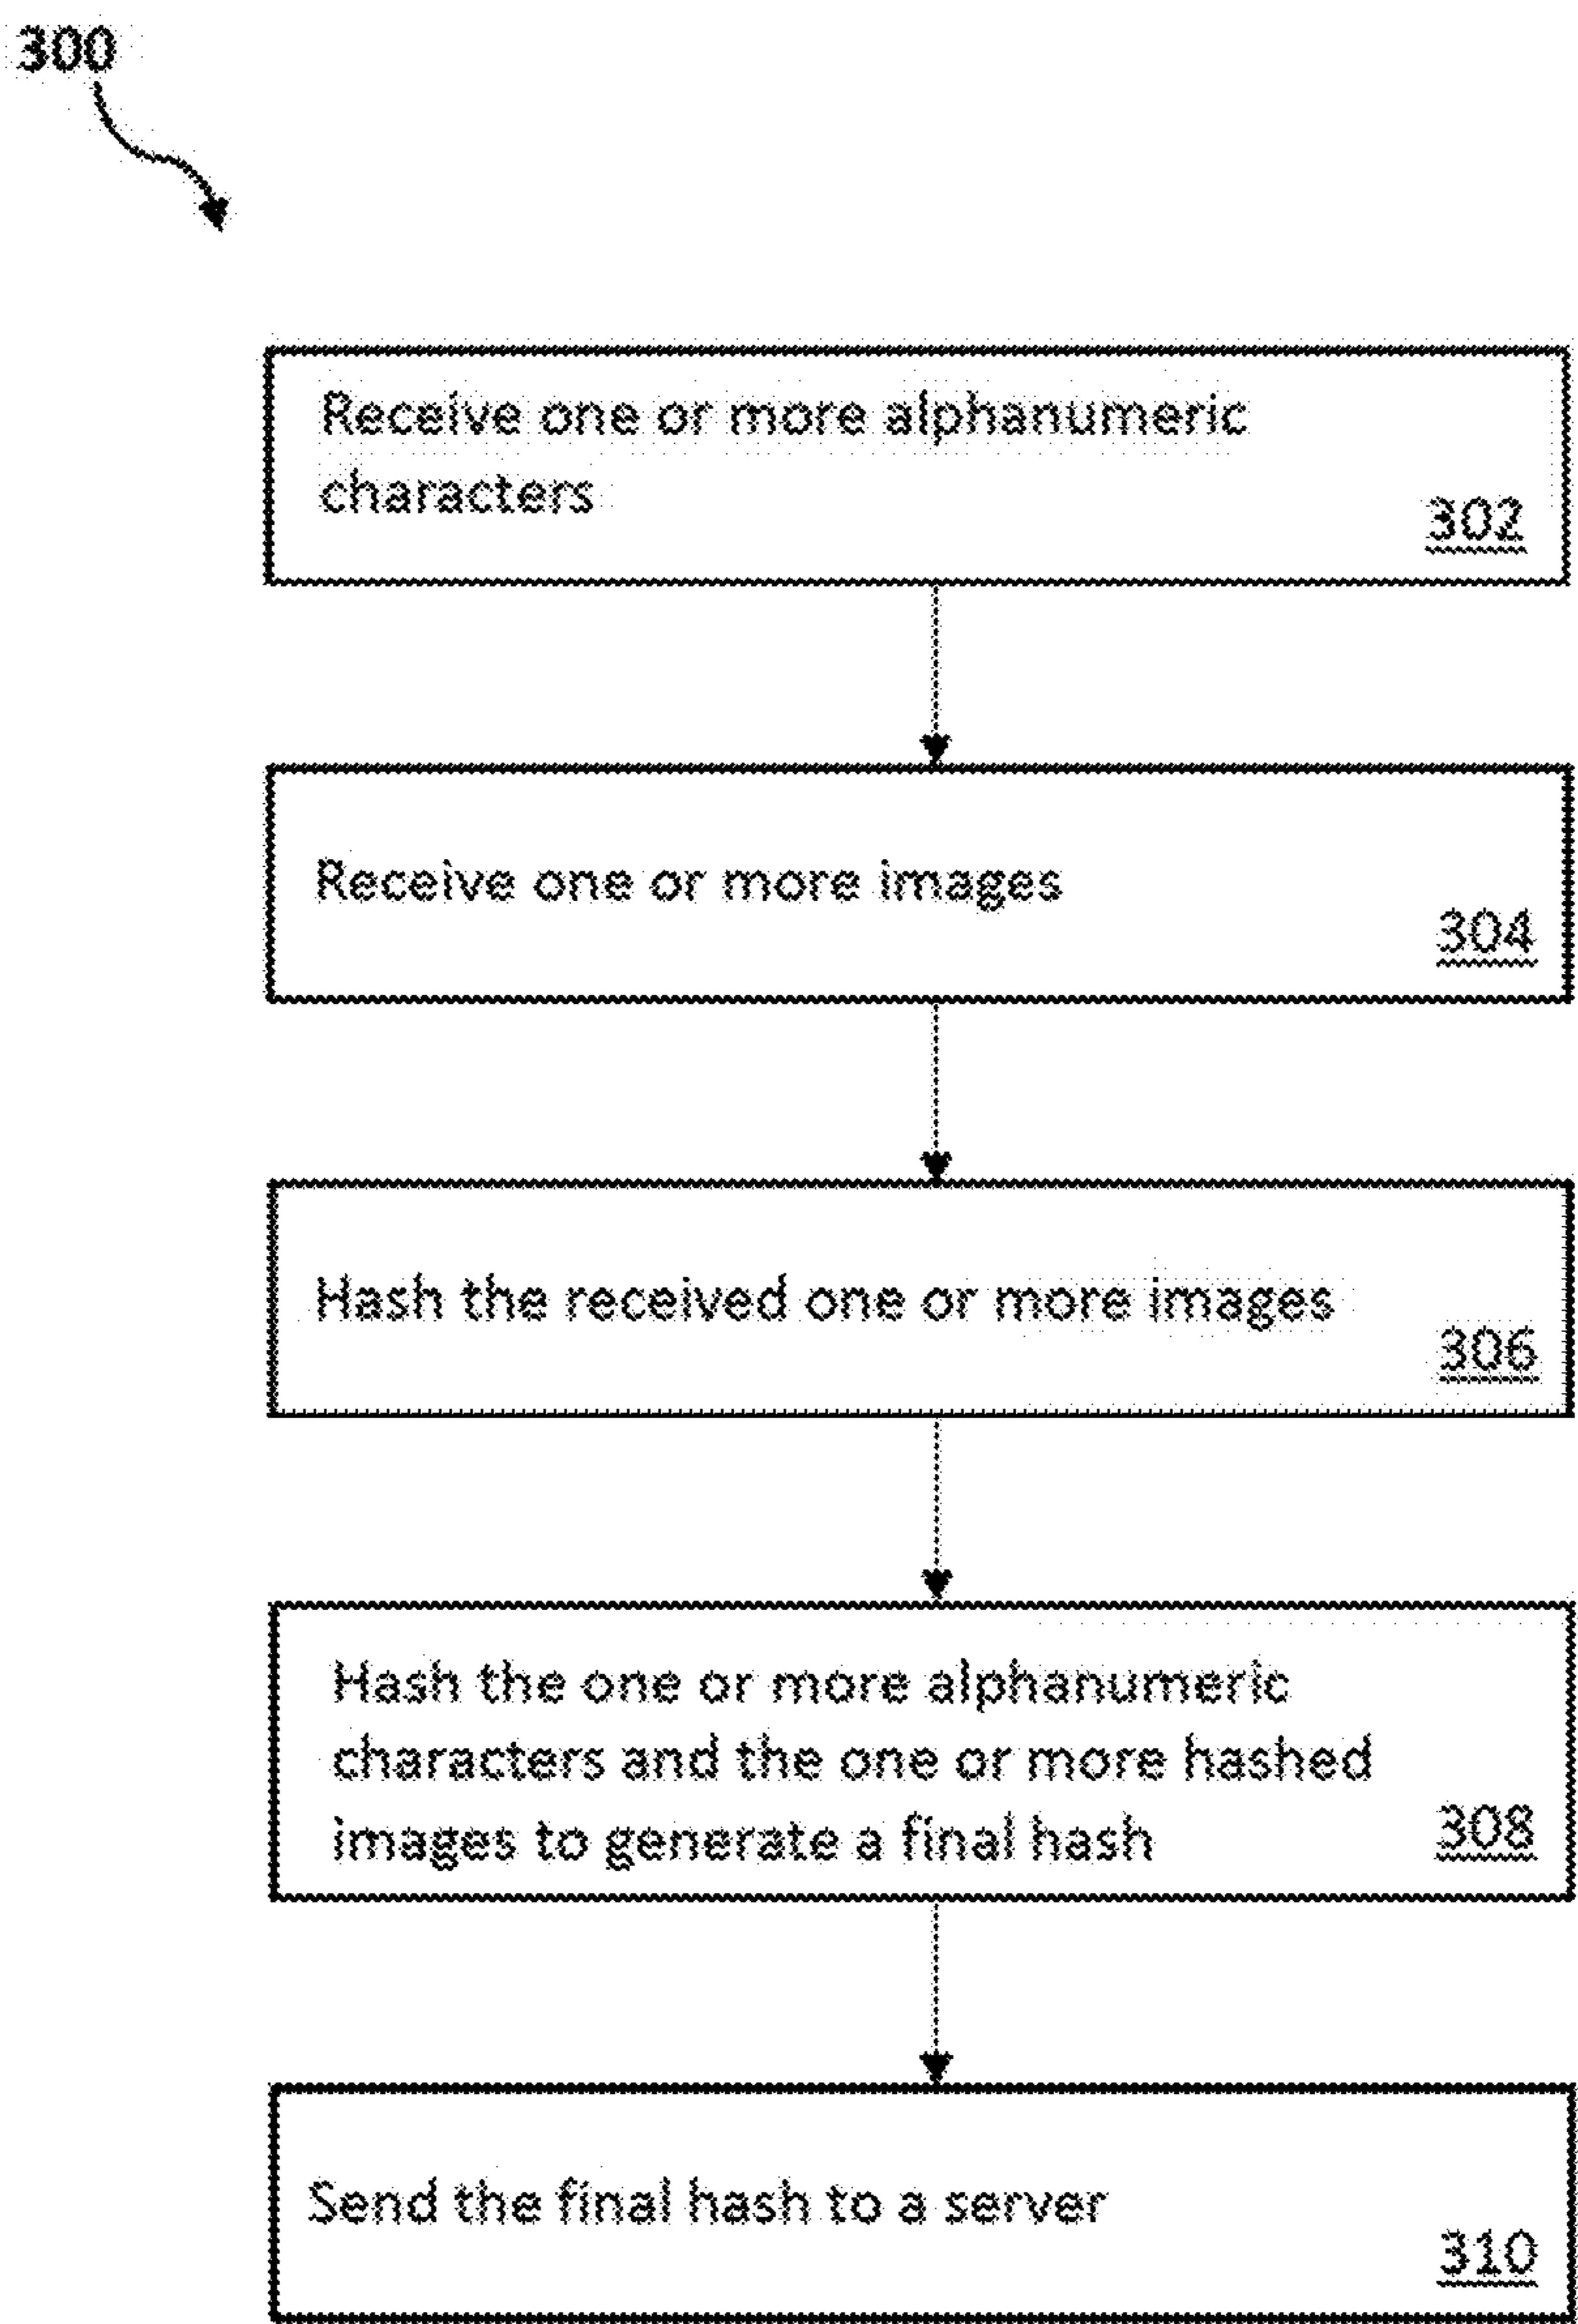 300
Receive one or more alphanumeric
characters
302
Receive one or more images
304
Hash the received one or more images
306
Hash the one or more alphanumeric
characters and the one or more hashed
images to generate a final hash
308
Send the final hash to a server
310